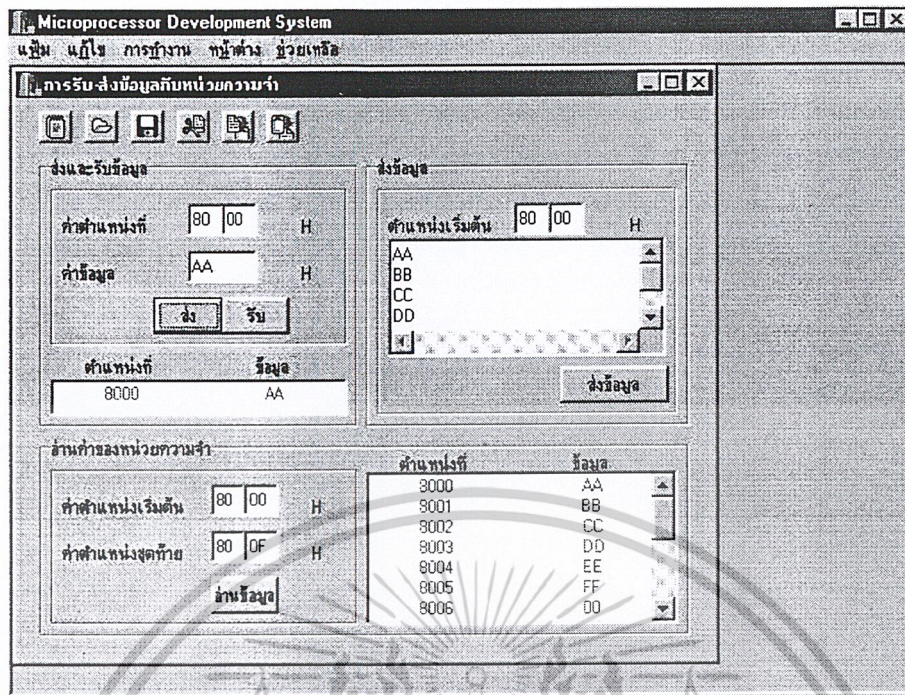 Microprocessor Development System
แฟ้ม แก้ไข การทำงาน หน้าต่าง ช่วยเหลือ
การรับ-ส่งข้อมูลกับหน่วยความจำ
ส่งและรับข้อมูล
ค่าตำแหน่งที่ 80 00 H
ค่าข้อมูล AA H
ส่ง รับ
ตำแหน่งที่ ข้อมูล
8000 AA
ส่งข้อมูล
ตำแหน่งเริ่มต้น 80 00 H
AA
BB
CC
DD
ส่งข้อมูล
อ่านค่าของหน่วยความจำ
ค่าตำแหน่งเริ่มต้น 80 00 H
ค่าตำแหน่งสุดท้าย 80 0F H
อ่านข้อมูล
ตำแหน่งที่ ข้อมูล
8000 AA
8001 BB
8002 CC
8003 DD
8004 EE
8005 FF
8006 00